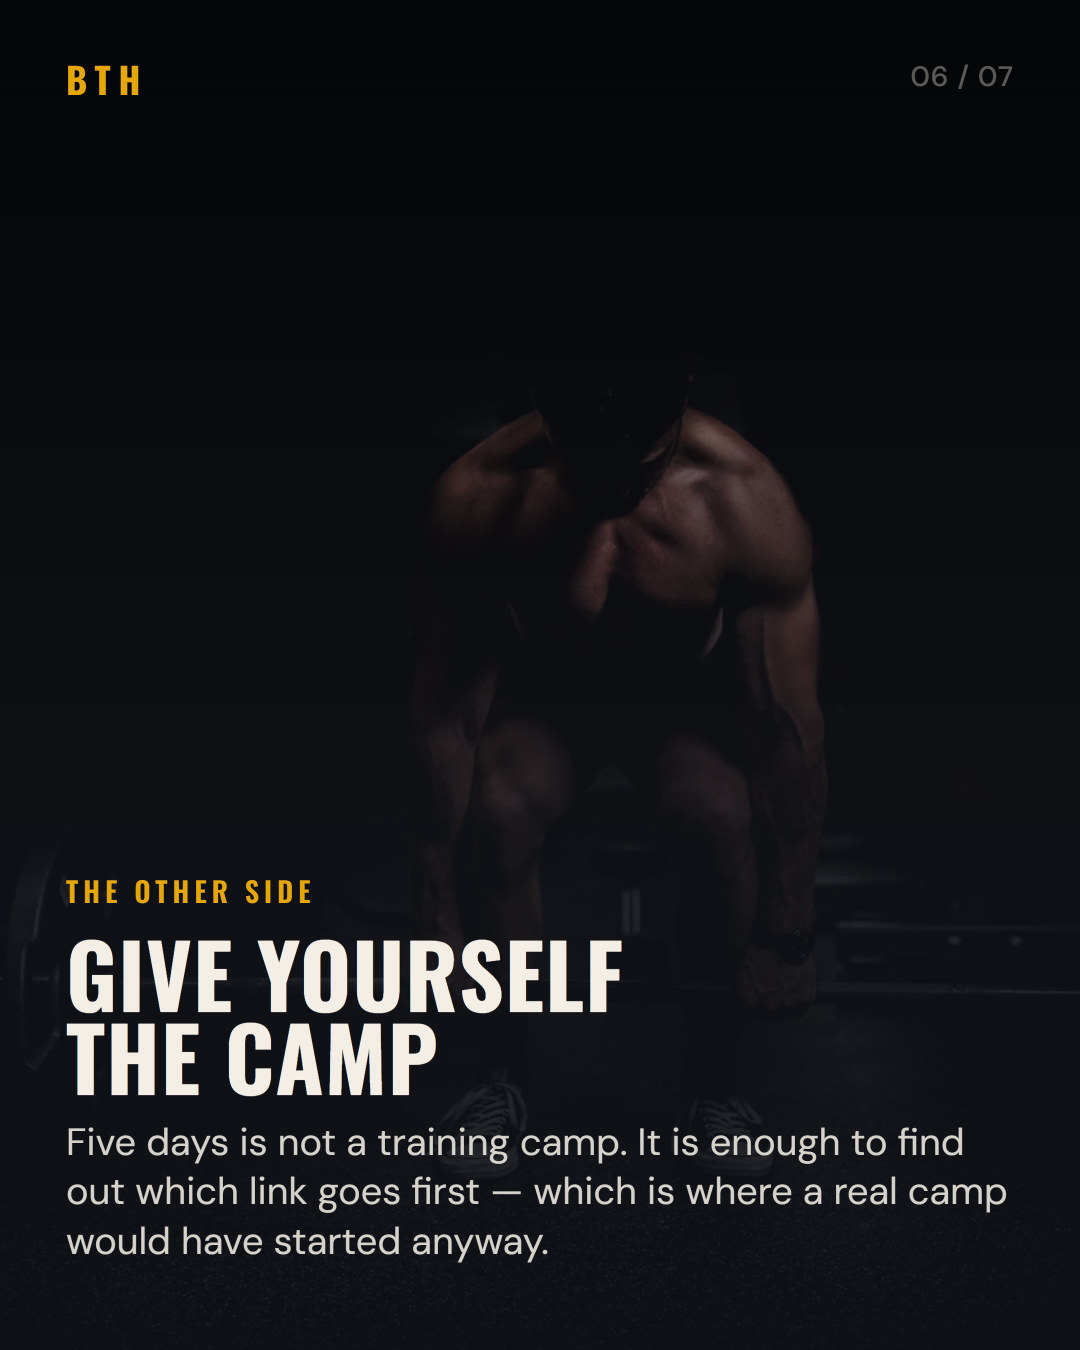 BTH
06 / 07
THE OTHER SIDE
GIVE YOURSELF
THE CAMP
Five days is not a training camp. It is enough to find
out which link goes first — which is where a real camp
would have started anyway.